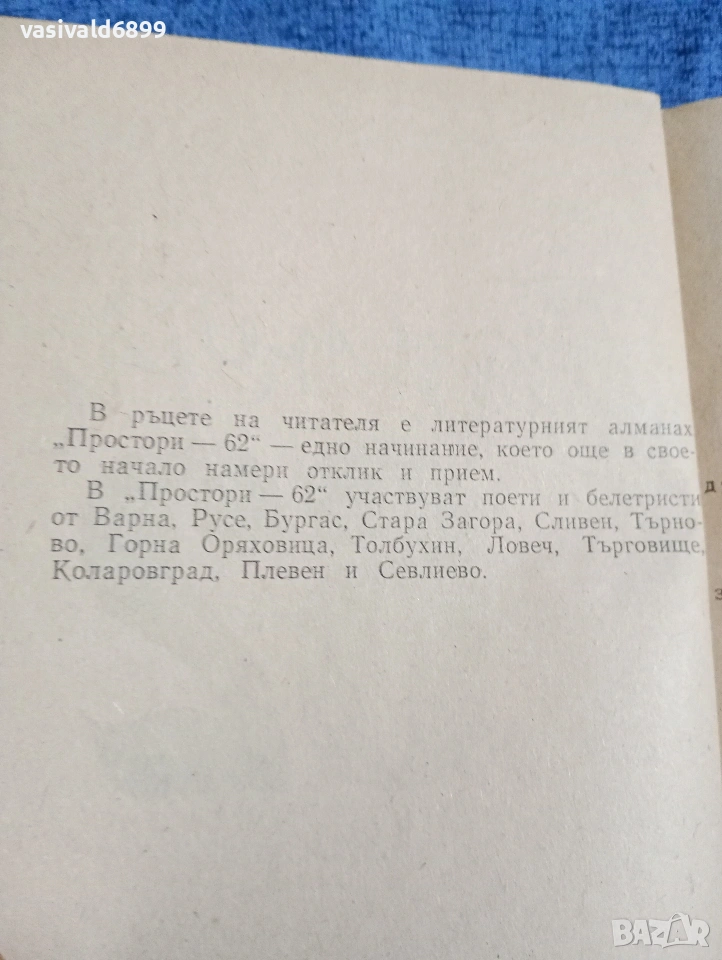 vasivald6899
В ръцете на читателя е литературният алманах
„Простори — 62“ — едно начинание, което още в свое-
то начало намери отклик и прием.
В „Простори — 62“ участвуват поети и белетристи
от Варна, Русе, Бургас, Стара Загора, Сливен, Търно-
во, Горна Оряховица, Толбухин, Ловеч, Търговище,
Коларовград, Плевен и Севлиево.
BAZAR